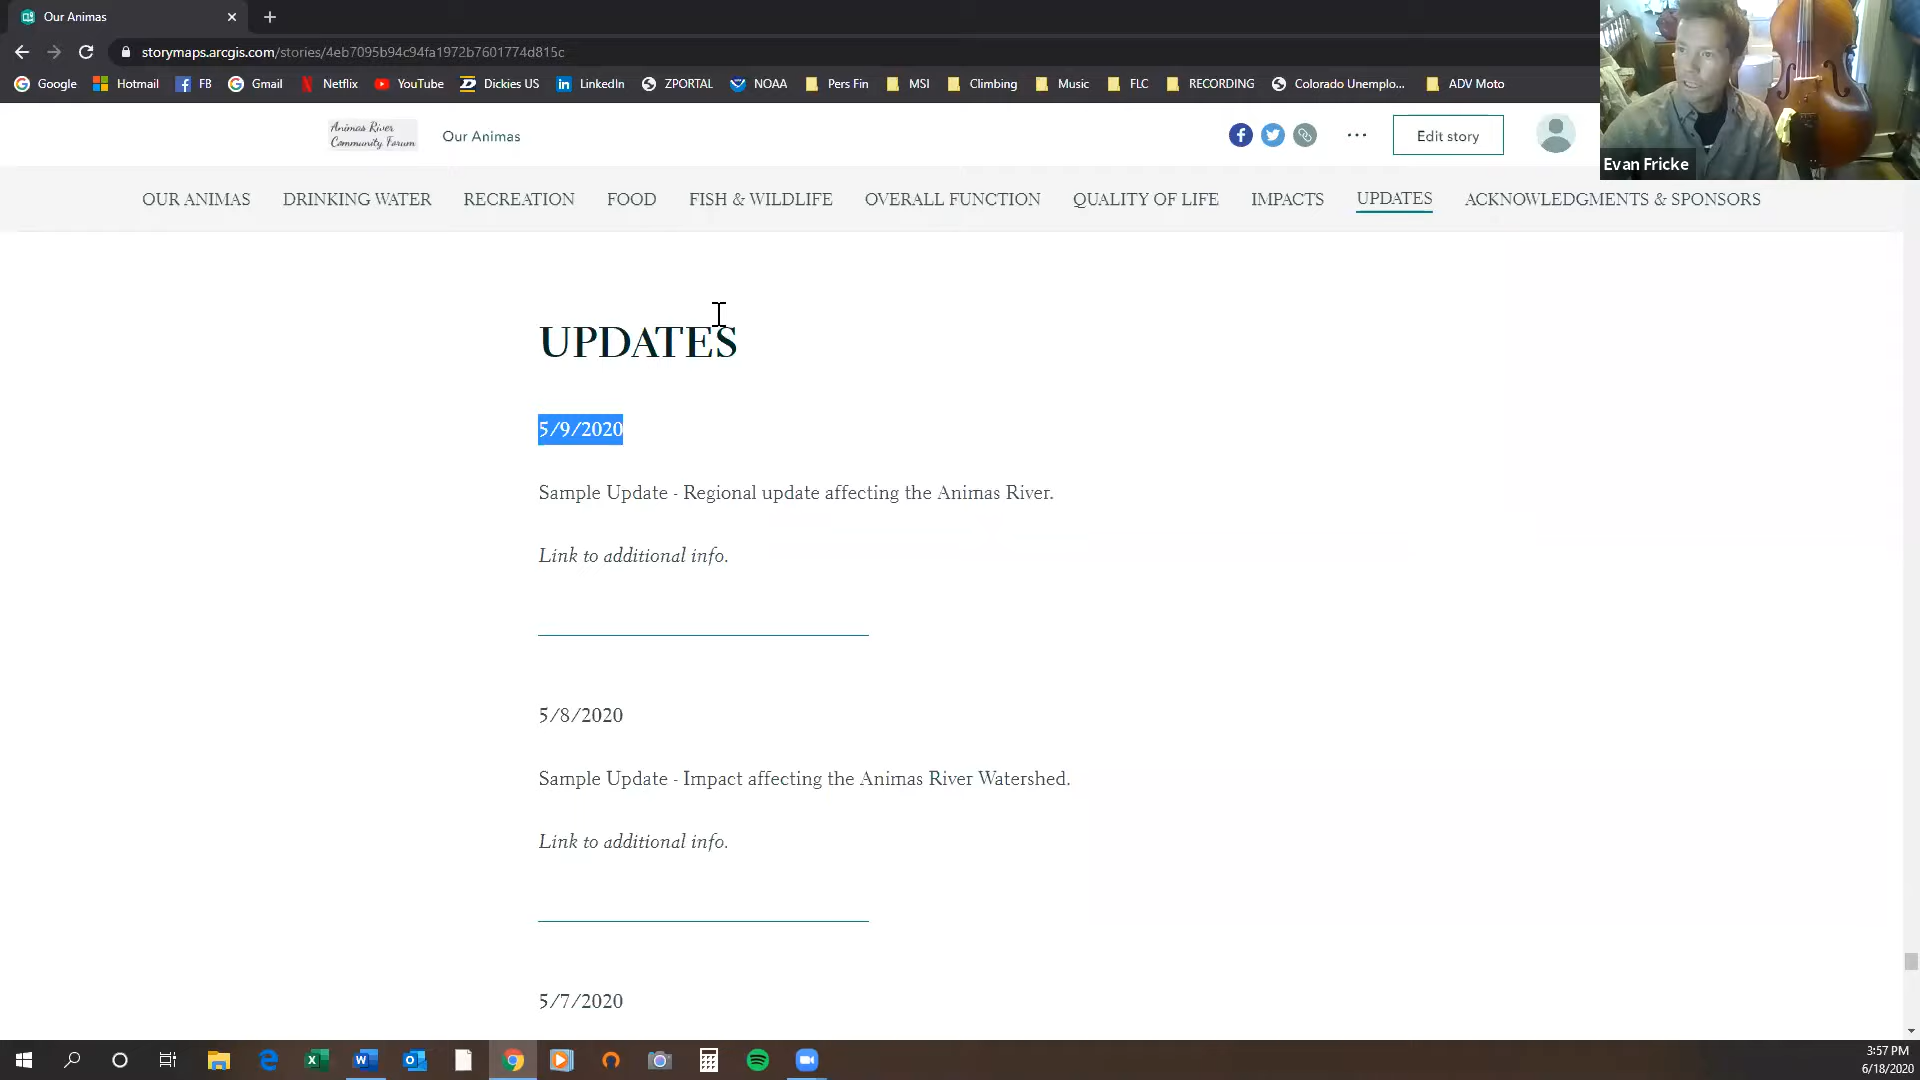 Our Animas
storymaps.arcgis.com/stories/4eb7095b94c94fa1972b7601774d815c
Google Hotmail FB Gmail Netflix YouTube Dickies US LinkedIn ZPORTAL NOAA Pers Fin MSI Climbing Music FLC RECORDING Colorado Unemplo... ADV Moto
Animas River
Community Forum
Our Animas
Edit story
Evan Fricke
OUR ANIMAS DRINKING WATER RECREATION FOOD FISH & WILDLIFE OVERALL FUNCTION QUALITY OF LIFE IMPACTS UPDATES ACKNOWLEDGMENTS & SPONSORS
UPDATES
5/9/2020
Sample Update - Regional update affecting the Animas River.
Link to additional info.
5/8/2020
Sample Update - Impact affecting the Animas River Watershed.
Link to additional info.
5/7/2020
3:57 PM
6/18/2020